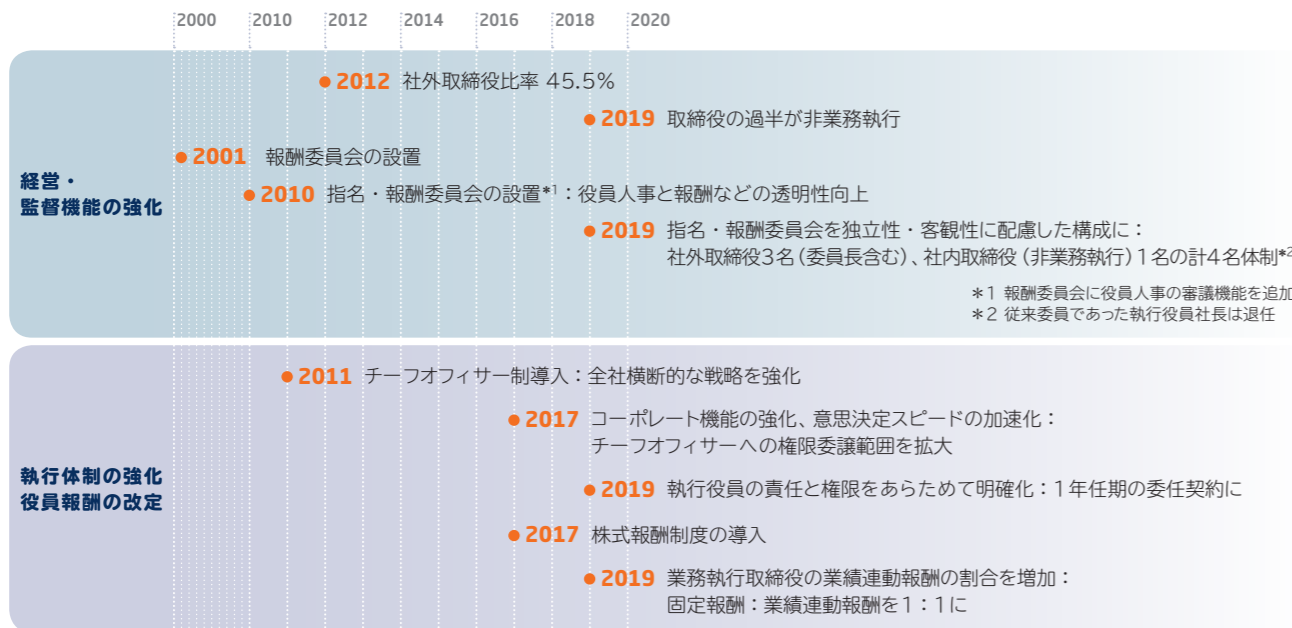 2000 2010 2012 2014 2016 2018 2020
経営・
監督機能の強化
2012 社外取締役比率 45.5%
2019 取締役の過半が非業務執行
2001 報酬委員会の設置
2010 指名・報酬委員会の設置*1：役員人事と報酬などの透明性向上
2019 指名・報酬委員会を独立性・客観性に配慮した構成に：
社外取締役3名（委員長含む）、社内取締役（非業務執行）1名の計4名体制*2
＊1 報酬委員会に役員人事の審議機能を追加
＊2 従来委員であった執行役員社長は退任
執行体制の強化
役員報酬の改定
2011 チーフオフィサー制導入：全社横断的な戦略を強化
2017 コーポレート機能の強化、意思決定スピードの加速化：
チーフオフィサーへの権限委譲範囲を拡大
2019 執行役員の責任と権限をあらためて明確化：1年任期の委任契約に
2017 株式報酬制度の導入
2019 業務執行取締役の業績連動報酬の割合を増加：
固定報酬：業績連動報酬を1：1に